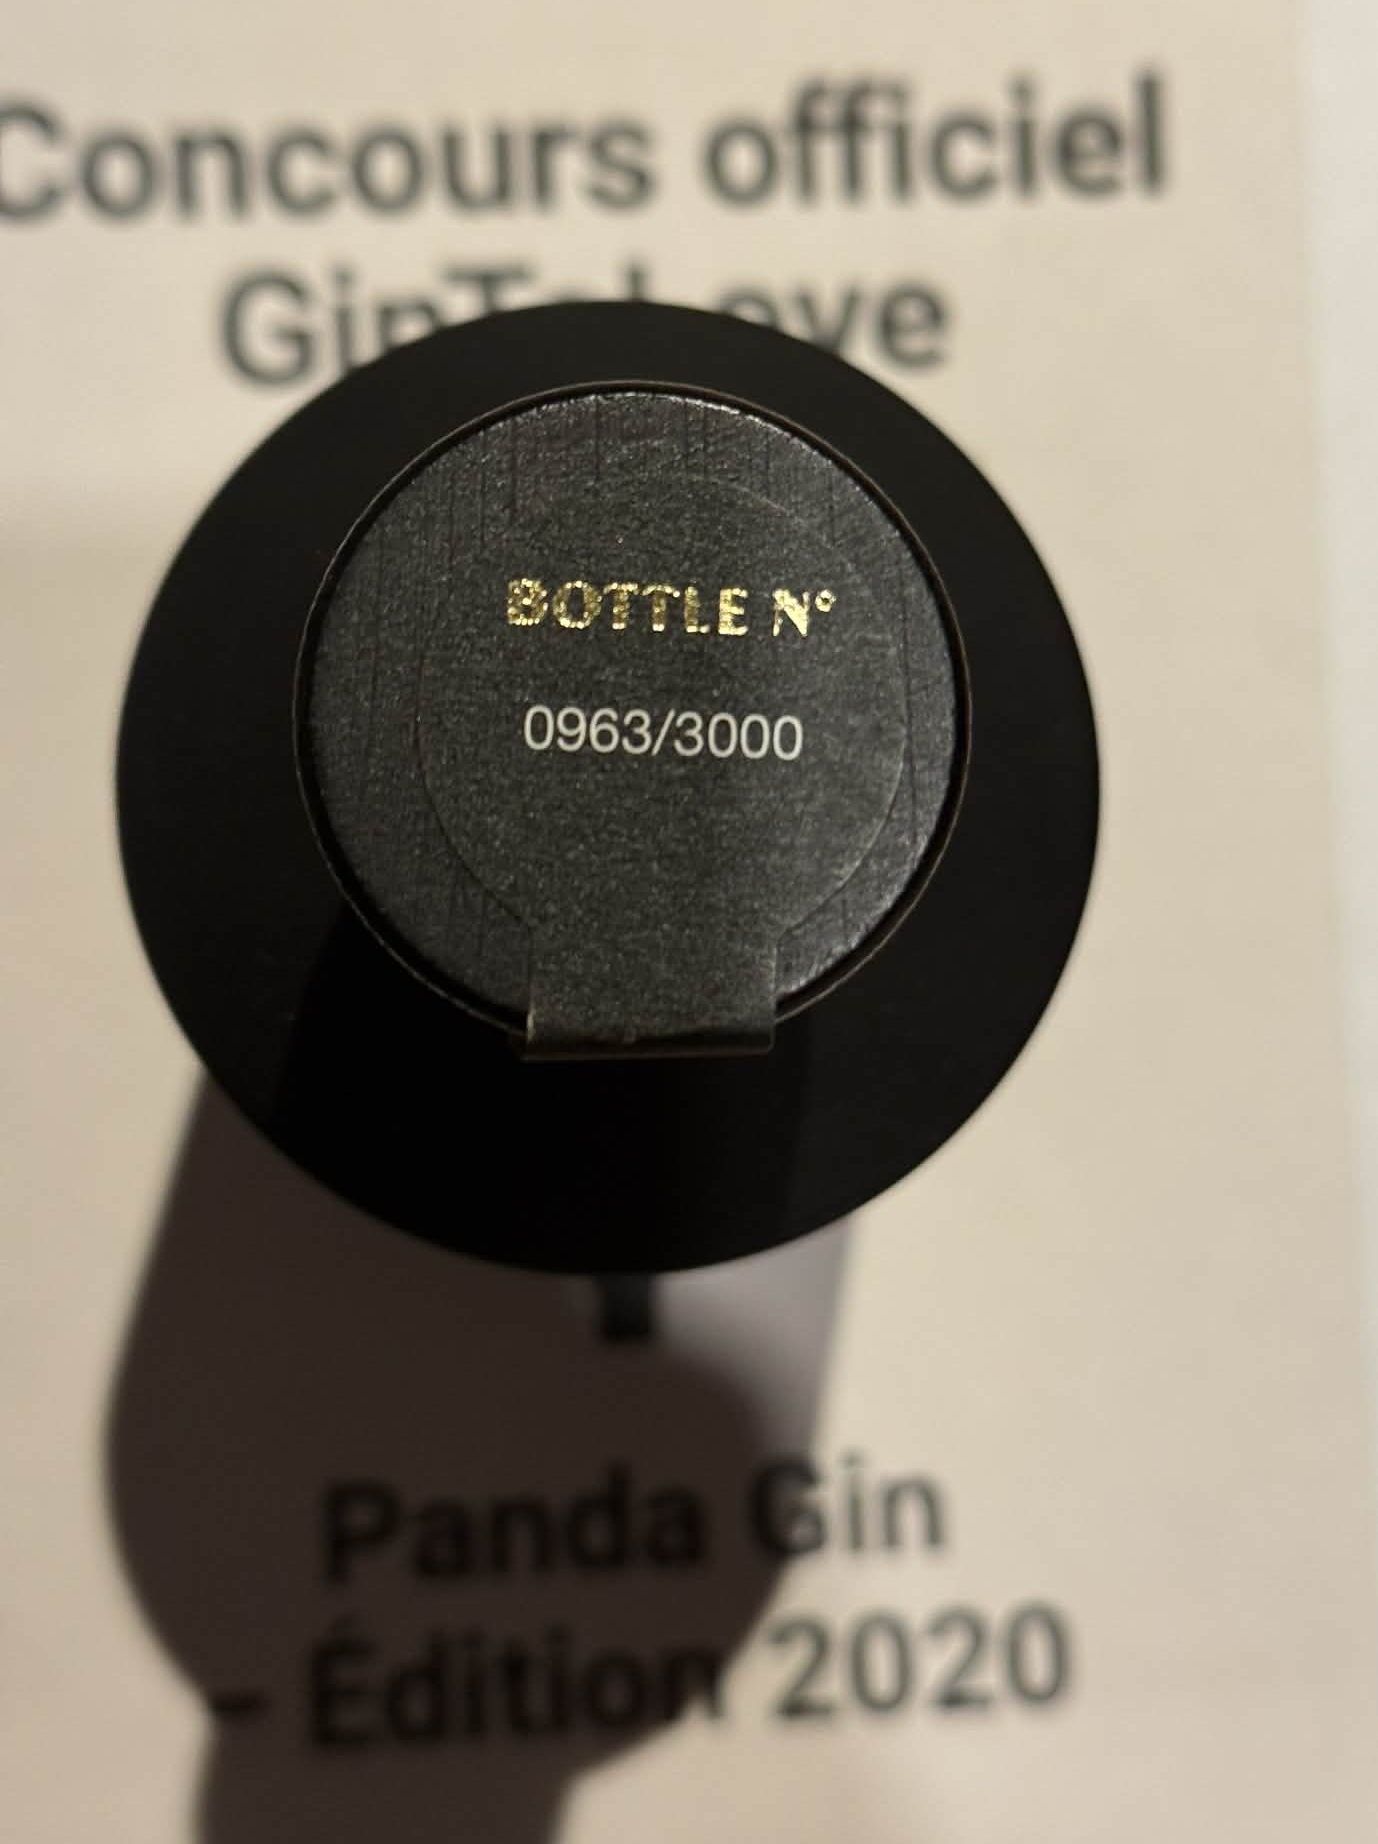 Concours officiel
BOTTLE N°
0963/3000
Panda Gin
– Édition 2020